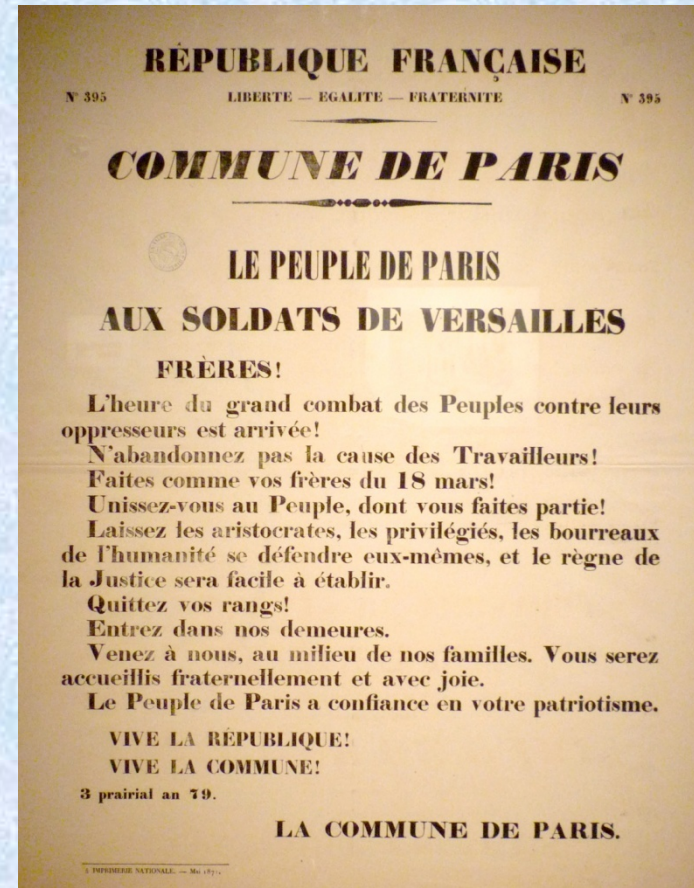 RÉPUBLIQUE FRANÇAISE
N° 395 LIBERTE — EGALITE — FRATERNITE N° 395
COMMUNE DE PARIS
LE PEUPLE DE PARIS
AUX SOLDATS DE VERSAILLES
FRÈRES!
L'heure du grand combat des Peuples contre leurs
oppresseurs est arrivée!
N'abandonnez pas la cause des Travailleurs!
Faites comme vos frères du 18 mars!
Unissez-vous au Peuple, dont vous faites partie!
Laissez les aristocrates, les privilégiés, les bourreaux
de l'humanité se défendre eux-mêmes, et le règne de
la Justice sera facile à établir.
Quittez vos rangs!
Entrez dans nos demeures.
Venez à nous, au milieu de nos familles. Vous serez
accueillis fraternellement et avec joie.
Le Peuple de Paris a confiance en votre patriotisme.
VIVE LA RÉPUBLIQUE!
VIVE LA COMMUNE!
3 prairial an 79.
LA COMMUNE DE PARIS.
IMPRIMERIE NATIONALE. — Mai 1871.